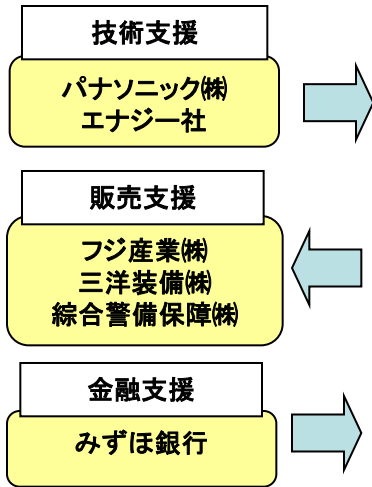 技術支援
パナソニック㈱
エナジー社
販売支援
フジ産業㈱
三洋装備㈱
綜合警備保障㈱
金融支援
みずほ銀行